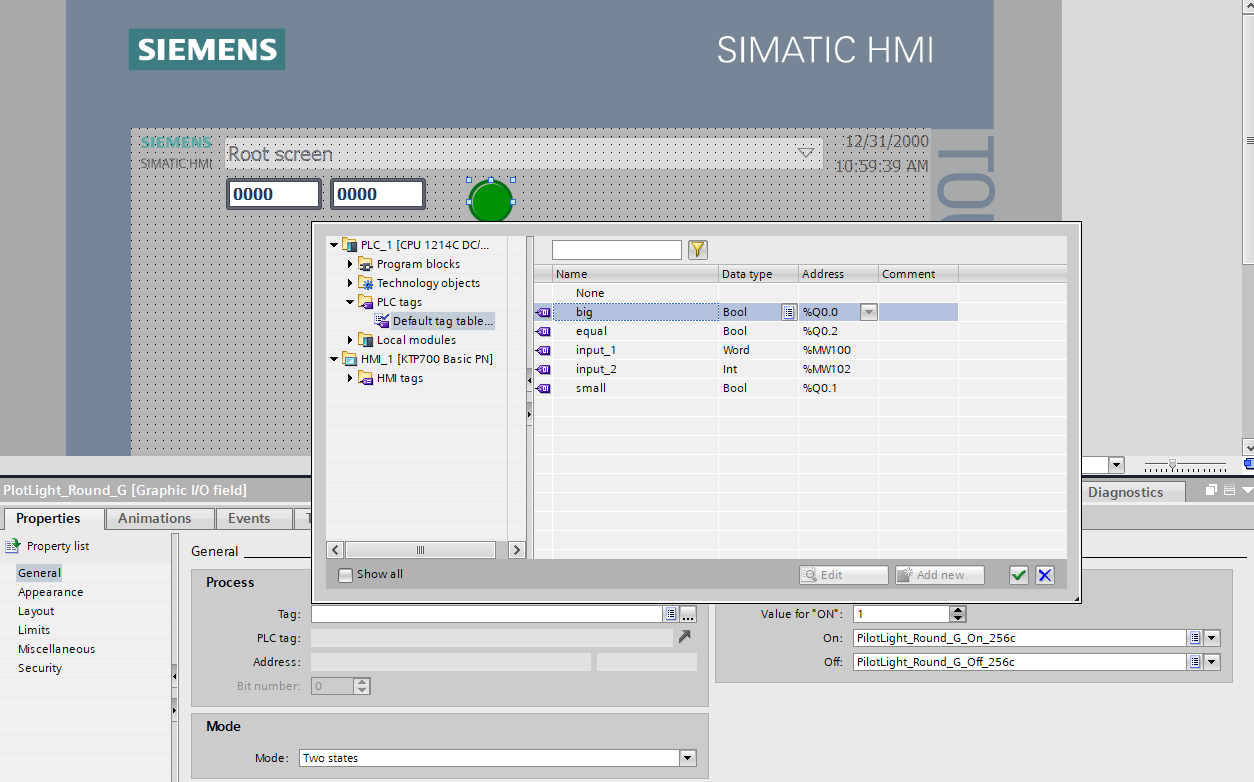 SIEMENS
SIMATIC HMI
SIEMENS
SIMATIC HMI
Root screen
12/31/2000
10:59:39 AM
TOU
0000
0000
PLC_1 [CPU 1214C DC/...
Program blocks
Technology objects
PLC tags
Default tag table...
Local modules
HMI_1 [KTP700 Basic PN]
HMI tags
Name Data type Address Comment
None
big Bool %Q0.0
equal Bool %Q0.2
input_1 Word %MW100
input_2 Int %MW102
small Bool %Q0.1
Show all
Edit
Add new
PlotLight_Round_G [Graphic I/O field]
Diagnostics
Properties
Animations
Events
T
Property list
General
Appearance
Layout
Limits
Miscellaneous
Security
General
Process
Tag:
PLC tag:
Address:
Bit number: 0
Mode
Mode: Two states
Value for "ON": 1
On: PilotLight_Round_G_On_256c
Off: PilotLight_Round_G_Off_256c